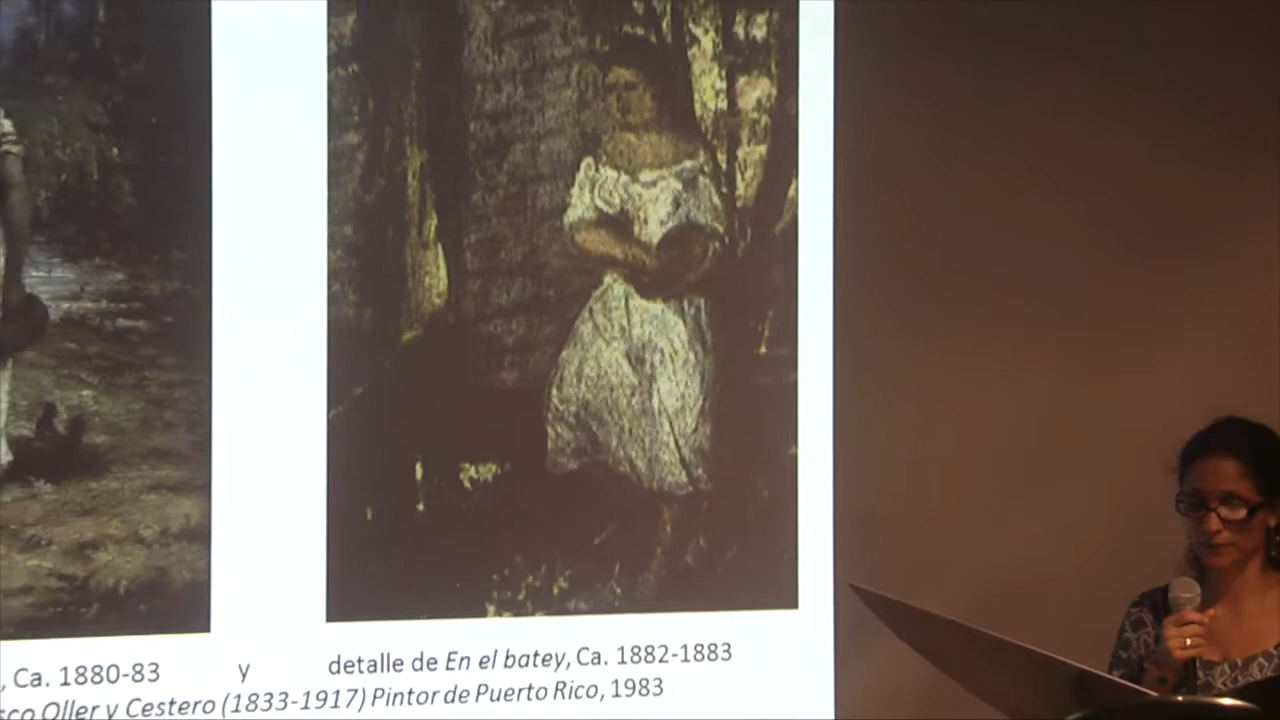 , Ca. 1880-83 y detalle de En el batey, Ca. 1882-1883
sco Oller y Cestero (1833-1917) Pintor de Puerto Rico, 1983